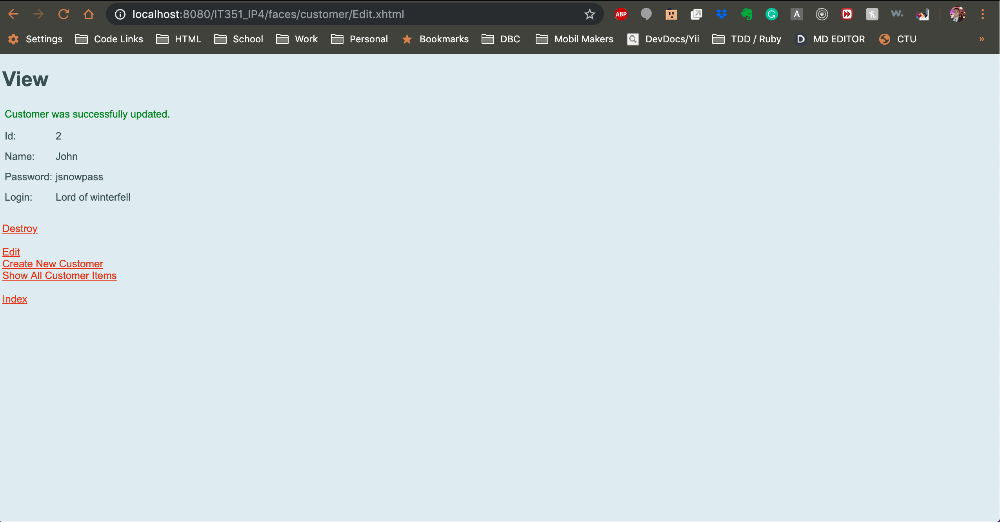 localhost:8080/IT351_IP4/faces/customer/Edit.xhtml ABP G A W.
Settings Code Links HTML School Work Personal Bookmarks DBC Mobil Makers DevDocs/Yii TDD / Ruby D MD EDITOR CTU »
View
Customer was successfully updated.
Id: 2
Name: John
Password: jsnowpass
Login: Lord of winterfell
Destroy
Edit
Create New Customer
Show All Customer Items
Index